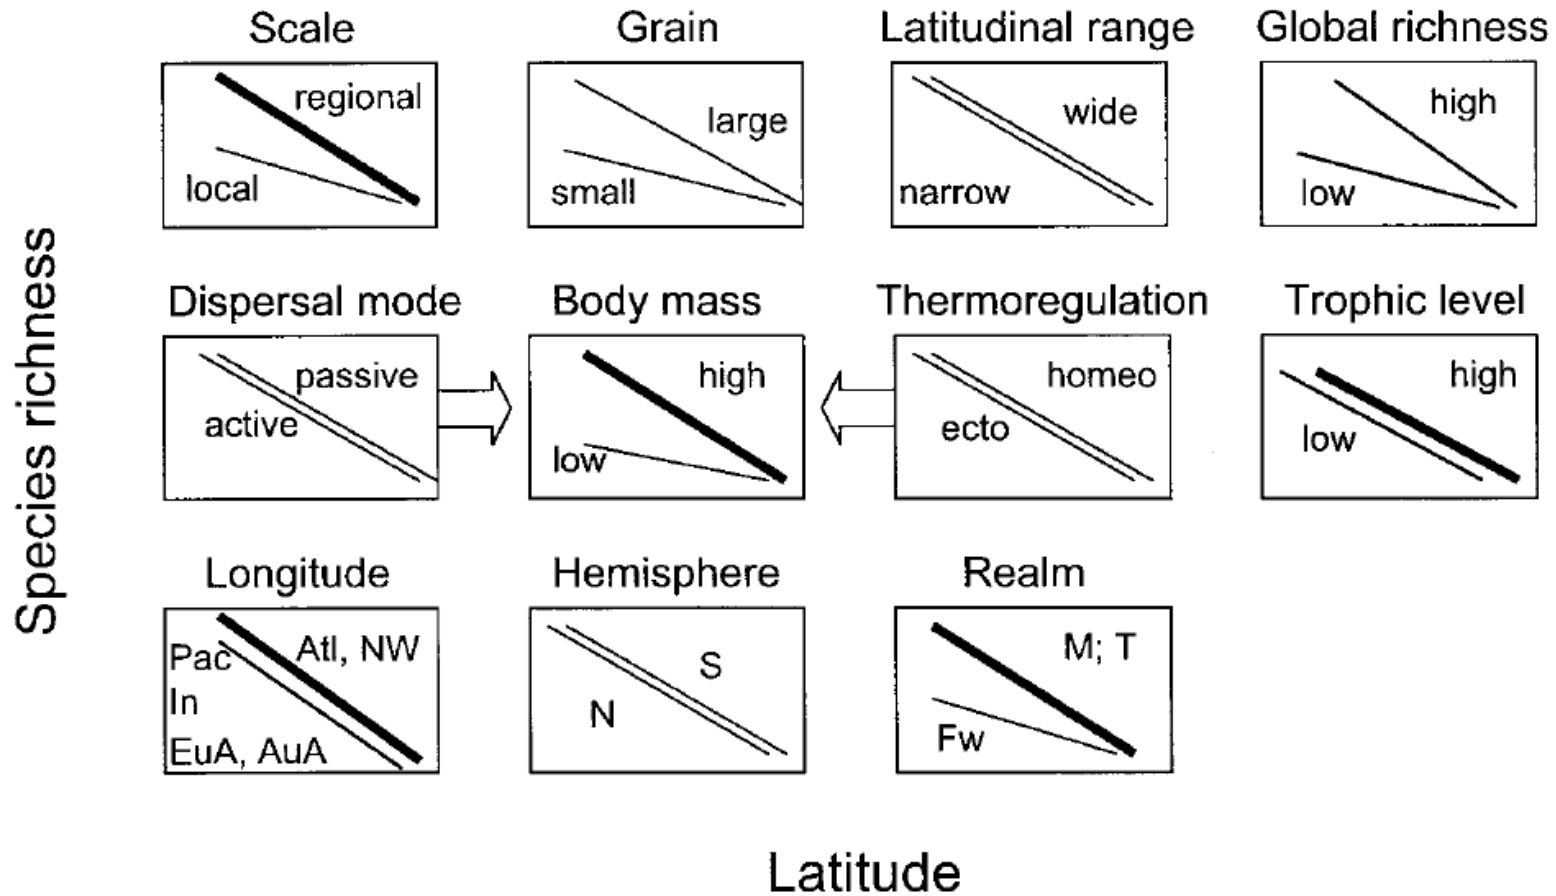 Scale
Grain
Latitudinal range
Global richness
regional
local
large
small
wide
narrow
high
low
Species richness
Dispersal mode
Body mass
Thermoregulation
Trophic level
passive
active
high
low
homeo
ecto
high
low
Longitude
Hemisphere
Realm
Pac
Atl, NW
In
EuA, AuA
S
N
M; T
Fw
Latitude